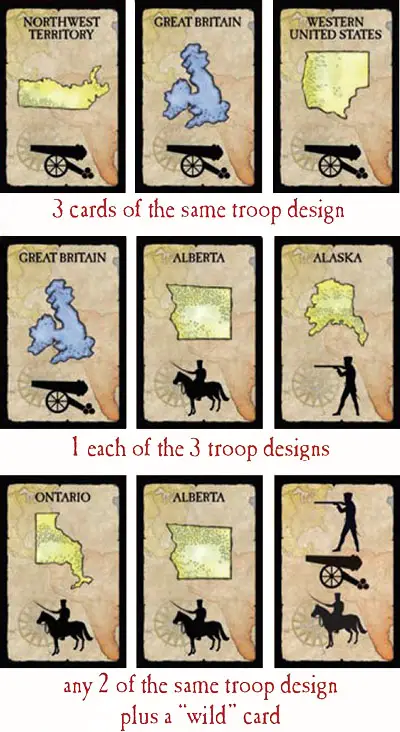 NORTHWEST TERRITORY
GREAT BRITAIN
WESTERN UNITED STATES
3 cards of the same troop design
GREAT BRITAIN
ALBERTA
ALASKA
1 each of the 3 troop designs
ONTARIO
ALBERTA
any 2 of the same troop design
plus a “wild” card